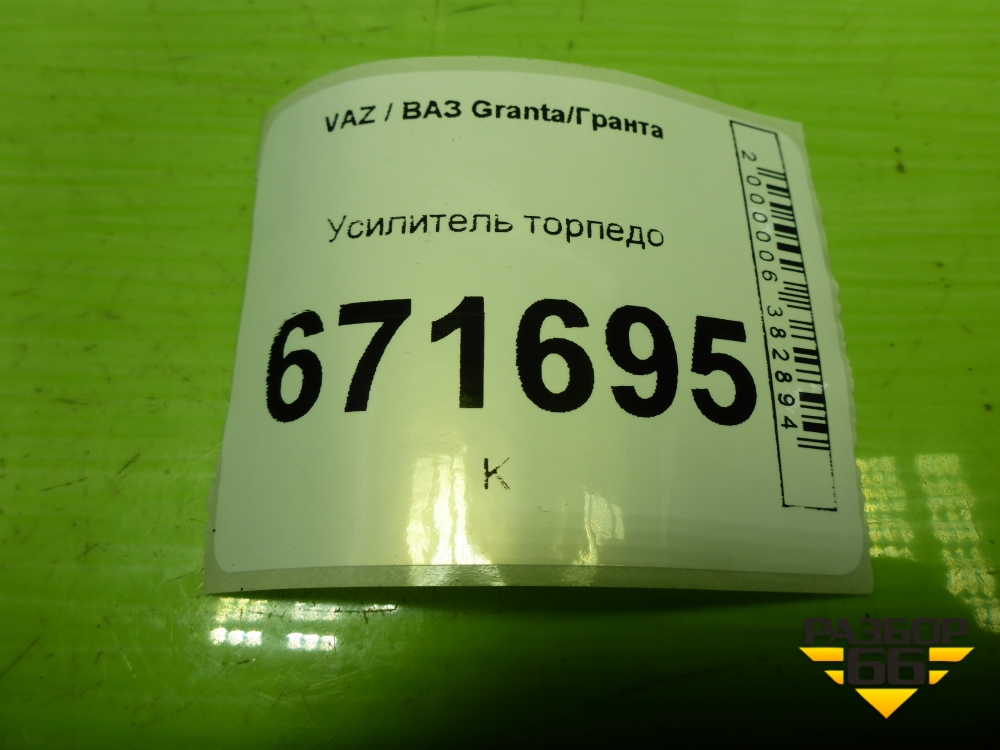 VAZ / ВАЗ Granta/Гранта
Усилитель торпедо
671695
к
2000006382894
РАЗБОР
66